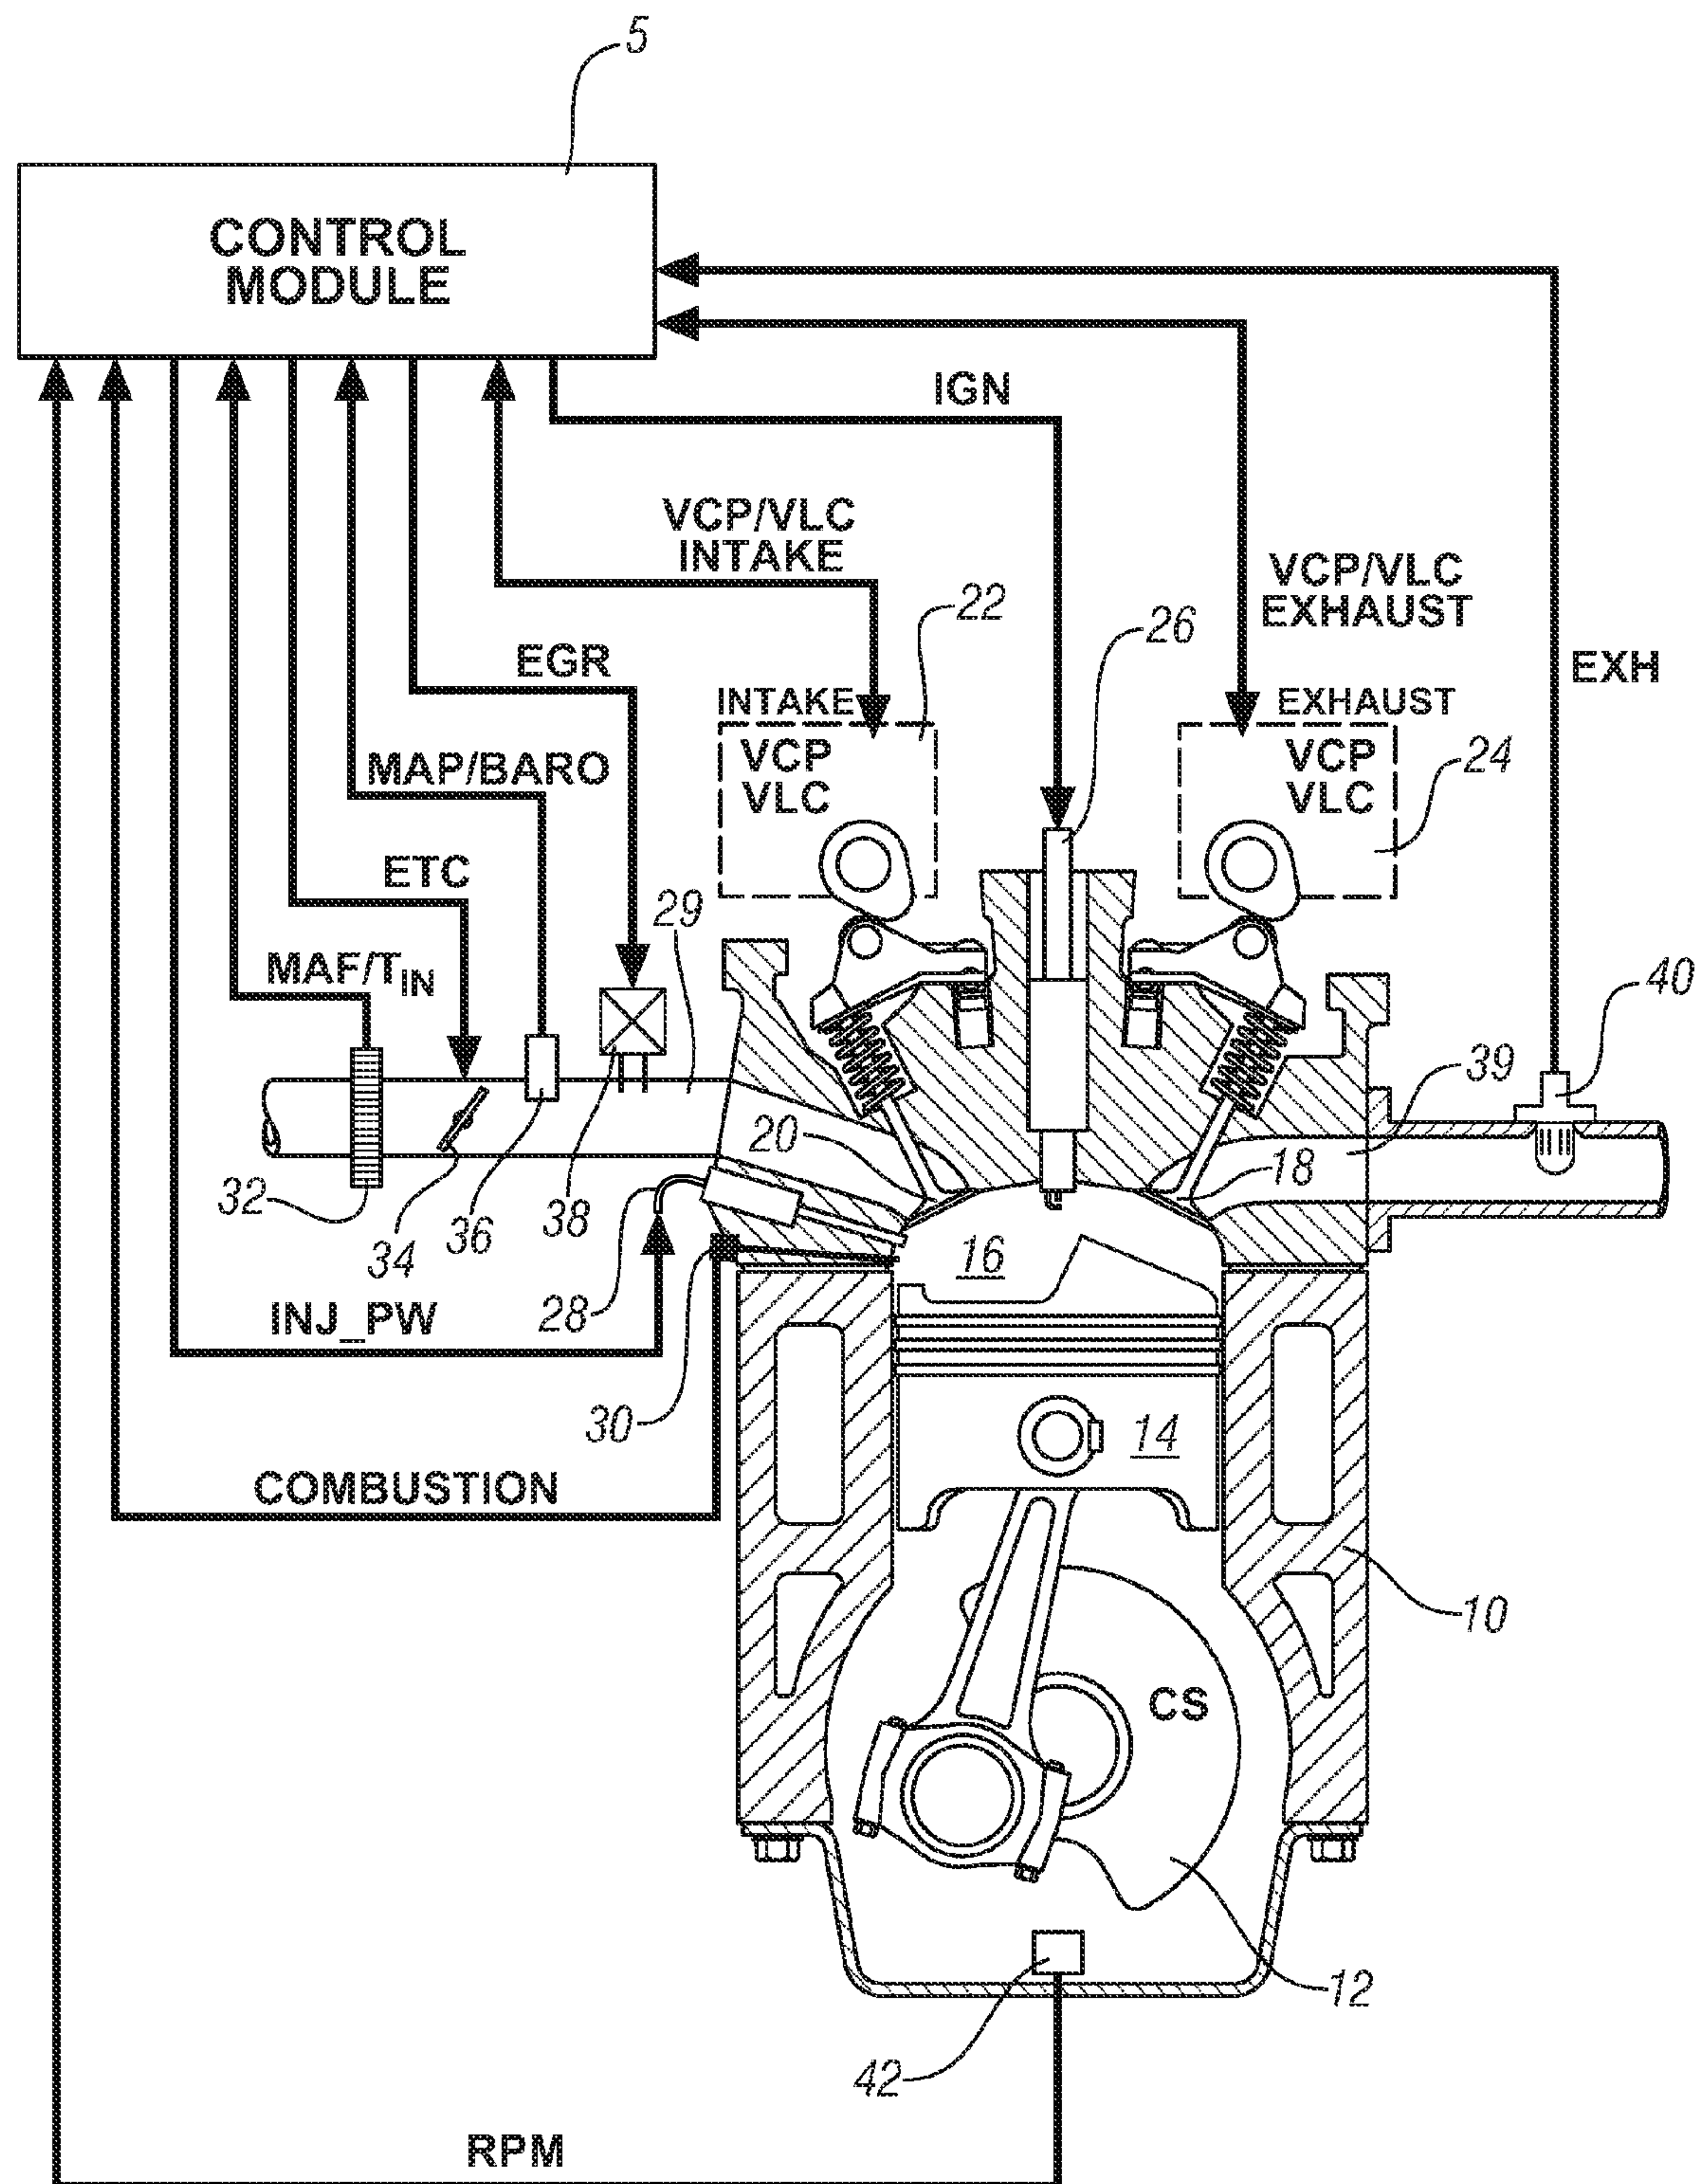 5
CONTROL
MODULE
IGN
VCP/VLC
INTAKE
VCP/VLC
EXHAUST
22
26
EXH
EGR
INTAKE
EXHAUST
VCP
VLC
VCP
VLC
24
MAP/BARO
ETC
29
MAF/TIN
40
39
20
18
32
34
36
38
28
16
INJ_PW
30
14
COMBUSTION
10
CS
12
42
RPM